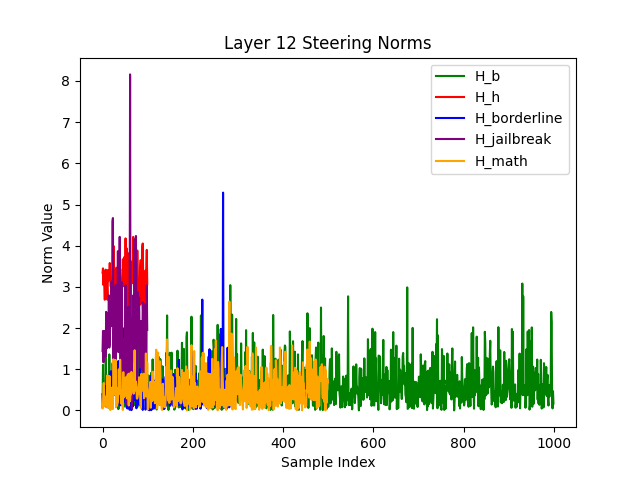 Layer 12 Steering Norms
H_b
H_h
H_borderline
H_jailbreak
H_math
Norm Value
8
7
6
5
4
3
2
1
0
0 200 400 600 800 1000
Sample Index